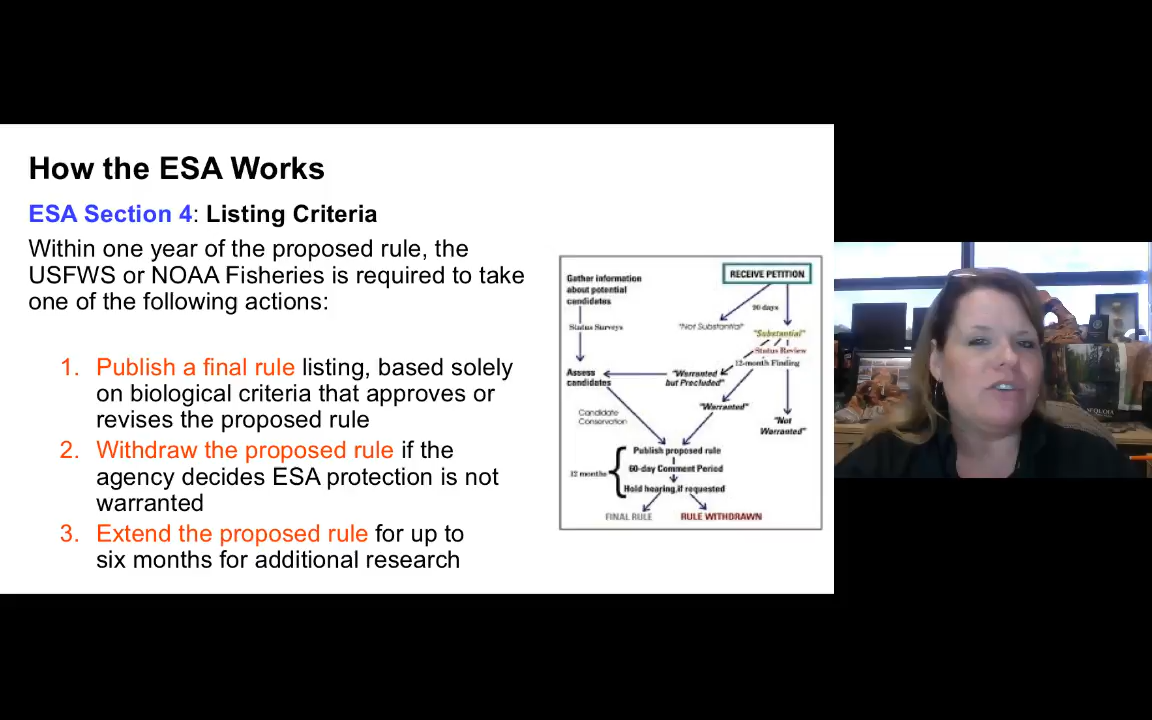 How the ESA Works
ESA Section 4: Listing Criteria
Within one year of the proposed rule, the
USFWS or NOAA Fisheries is required to take
one of the following actions:
1. Publish a final rule listing, based solely
on biological criteria that approves or
revises the proposed rule
2. Withdraw the proposed rule if the
agency decides ESA protection is not
warranted
3. Extend the proposed rule for up to
six months for additional research
RECEIVE PETITION
Gather information
about potential
candidates
90 days
Status Surveys
"Not Substantial"
"Substantial"
Status Review
12-month Finding
Assess
candidates
"Warranted
but Precluded"
"Warranted"
Candidate
Conservation
"Not
Warranted"
Publish proposed rule
60-day Comment Period
12 months
Hold hearing, if requested
FINAL RULE
RULE WITHDRAWN
SEQUOIA